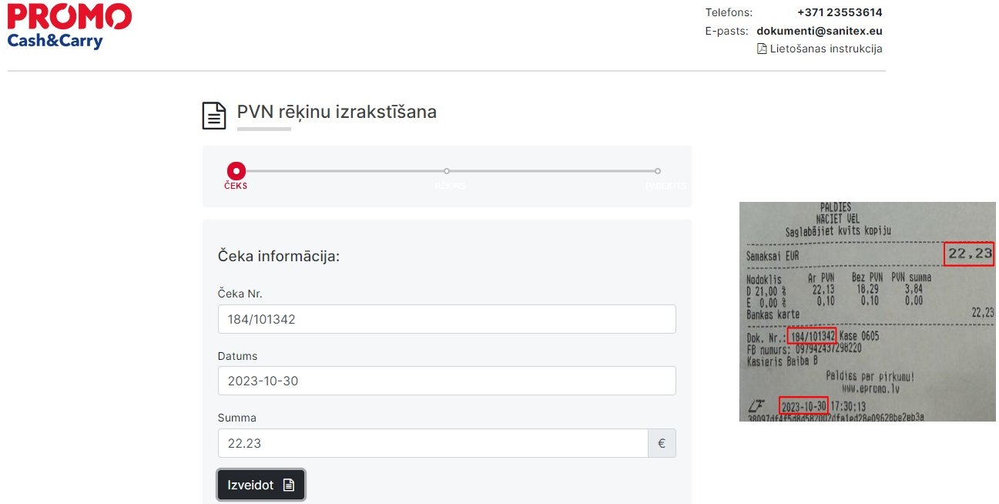 PROMO
Cash&Carry
Telefons: +371 23553614
E-pasts: dokumenti@sanitex.eu
Lietošanas instrukcija
PVN rēķinu izrakstīšana
ČEKS RĒĶINS PABEIGTS
Čeka informācija:
Čeka Nr.
184/101342
Datums
2023-10-30
Summa
22.23 €
Izveidot
PALDIES
NĀCIET VĒL
Saglabājiet kvīts kopiju
Samaksai EUR 22,23
Nodoklis Ar PVN Bez PVN PVN summa
D 21,00 % 22,13 18,29 3,84
E 0,00 % 0,10 0,10 0,00
Bankas karte 22,23
Dok. Nr.: 184/101342 Kase 0605
FB numurs: 097942437298220
Kasieris Baiba B
Paldies par pirkumu!
www.epromo.lv
LF 2023-10-30 17:30:13